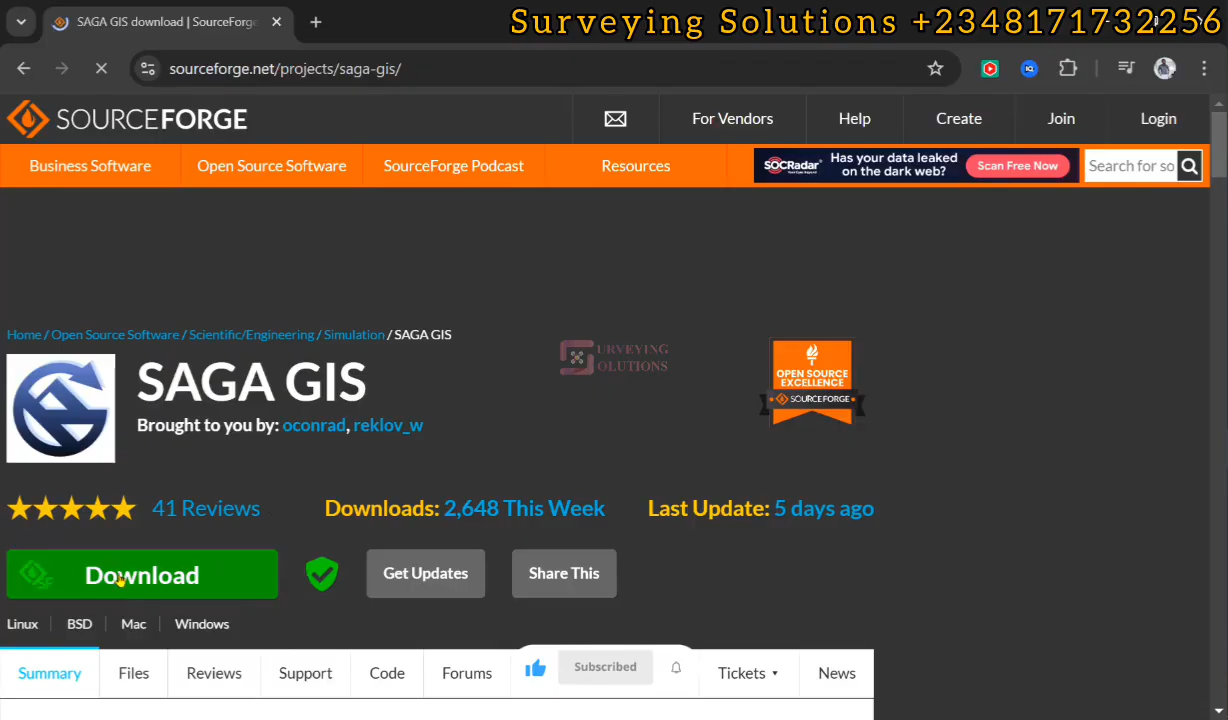 Surveying Solutions +2348171732256
SAGA GIS download | SourceForge
sourceforge.net/projects/saga-gis/
SOURCEFORGE
For Vendors
Help
Create
Join
Login
Business Software
Open Source Software
SourceForge Podcast
Resources
SOCRadar
Has your data leaked
on the dark web?
Scan Free Now
Search for so
Home / Open Source Software / Scientific/Engineering / Simulation / SAGA GIS
SAGA GIS
Brought to you by: oconrad, reklov_w
SURVEYING
SOLUTIONS
OPEN SOURCE
EXCELLENCE
SOURCEFORGE
41 Reviews
Downloads: 2,648 This Week
Last Update: 5 days ago
SF
Download
Get Updates
Share This
Linux
BSD
Mac
Windows
Summary
Files
Reviews
Support
Code
Forums
Subscribed
Tickets
News